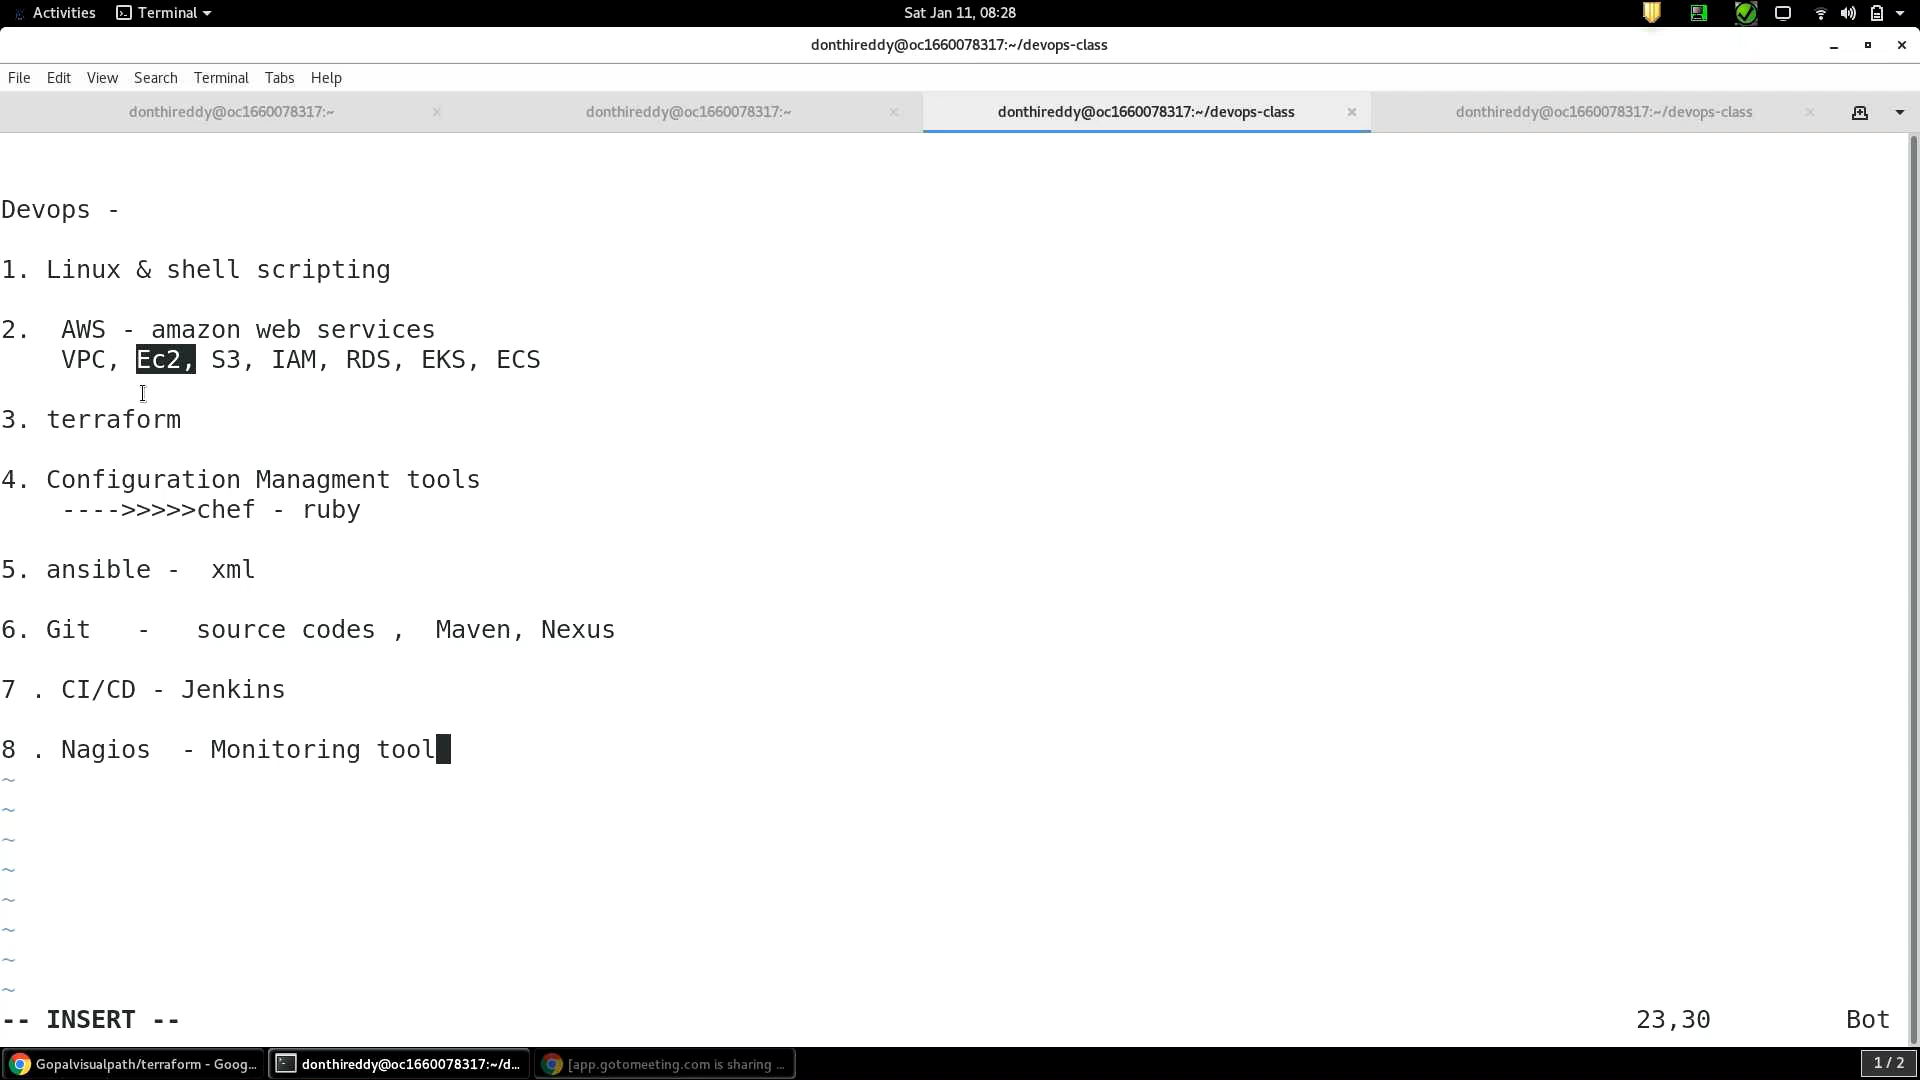 Activities Terminal Sat Jan 11, 08:28
donthireddy@oc1660078317:~/devops-class
File Edit View Search Terminal Tabs Help
donthireddy@oc1660078317:~ donthireddy@oc1660078317:~ donthireddy@oc1660078317:~/devops-class donthireddy@oc1660078317:~/devops-class
Devops -
1. Linux & shell scripting
2.  AWS - amazon web services
    VPC, Ec2, S3, IAM, RDS, EKS, ECS
3. terraform
4. Configuration Managment tools
    ---->>>>>chef - ruby
5. ansible -  xml
6. Git   -   source codes ,  Maven, Nexus
7 . CI/CD - Jenkins
8 . Nagios  - Monitoring tool
~
~
~
~
~
~
~
~
-- INSERT -- 23,30 Bot
Gopalvisualpath/terraform - Goog... donthireddy@oc1660078317:~/d... [app.gotomeeting.com is sharing ... 1 / 2